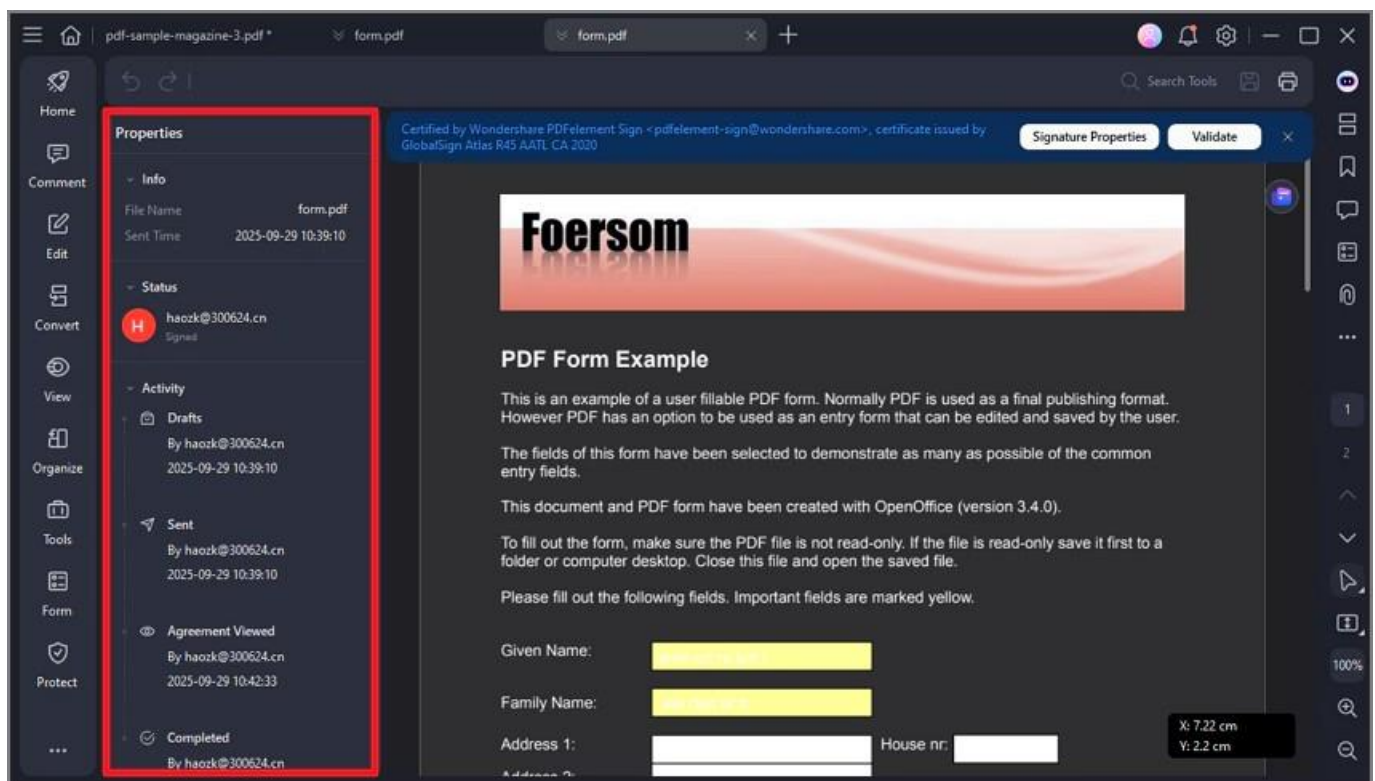 pdf-sample-magazine-3.pdf *
form.pdf
form.pdf
Search Tools
Home
Comment
Edit
Convert
View
Organize
Tools
Form
Protect
Properties
Info
File Name form.pdf
Sent Time 2025-09-29 10:39:10
Status
H
haozk@300624.cn
Signed
Activity
Drafts
By haozk@300624.cn
2025-09-29 10:39:10
Sent
By haozk@300624.cn
2025-09-29 10:39:10
Agreement Viewed
By haozk@300624.cn
2025-09-29 10:42:33
Completed
By haozk@300624.cn
Certified by Wondershare PDFelement Sign <pdfelement-sign@wondershare.com>, certificate issued by
GlobalSign Atlas R45 AATL CA 2020
Signature Properties
Validate
Foersom
PDF Form Example
This is an example of a user fillable PDF form. Normally PDF is used as a final publishing format.
However PDF has an option to be used as an entry form that can be edited and saved by the user.
The fields of this form have been selected to demonstrate as many as possible of the common
entry fields.
This document and PDF form have been created with OpenOffice (version 3.4.0).
To fill out the form, make sure the PDF file is not read-only. If the file is read-only save it first to a
folder or computer desktop. Close this file and open the saved file.
Please fill out the following fields. Important fields are marked yellow.
Given Name:
Family Name:
Address 1: House nr:
Address 2:
X: 7.22 cm
Y: 2.2 cm
1
2
100%